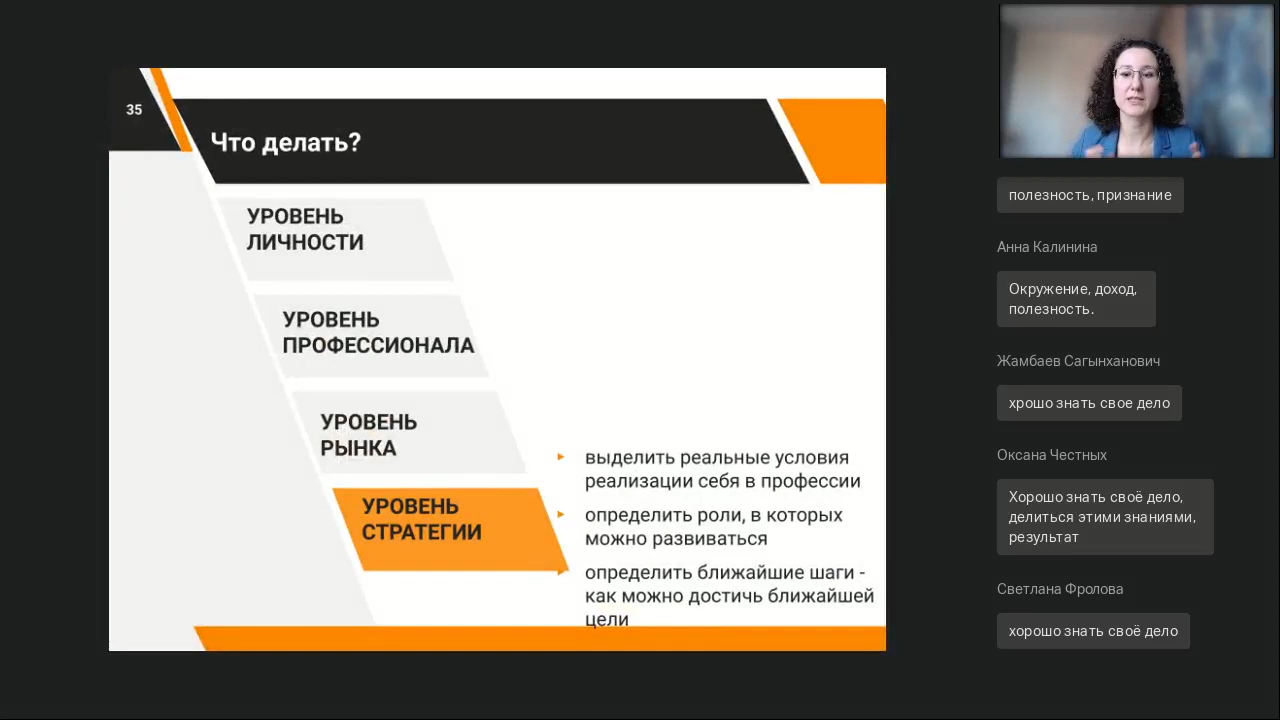 35
Что делать?
УРОВЕНЬ
ЛИЧНОСТИ
УРОВЕНЬ
ПРОФЕССИОНАЛА
УРОВЕНЬ
РЫНКА
УРОВЕНЬ
СТРАТЕГИИ
выделить реальные условия
реализации себя в профессии
определить роли, в которых
можно развиваться
определить ближайшие шаги -
как можно достичь ближайшей
цели
полезность, признание
Анна Калинина
Окружение, доход,
полезность.
Жамбаев Сагынханович
хрошо знать свое дело
Оксана Честных
Хорошо знать своё дело,
делиться этими знаниями,
результат
Светлана Фролова
хорошо знать своё дело